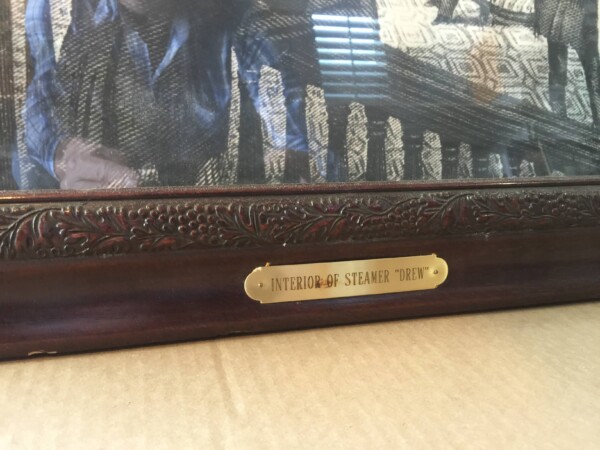 INTERIOR OF STEAMER "DREW"